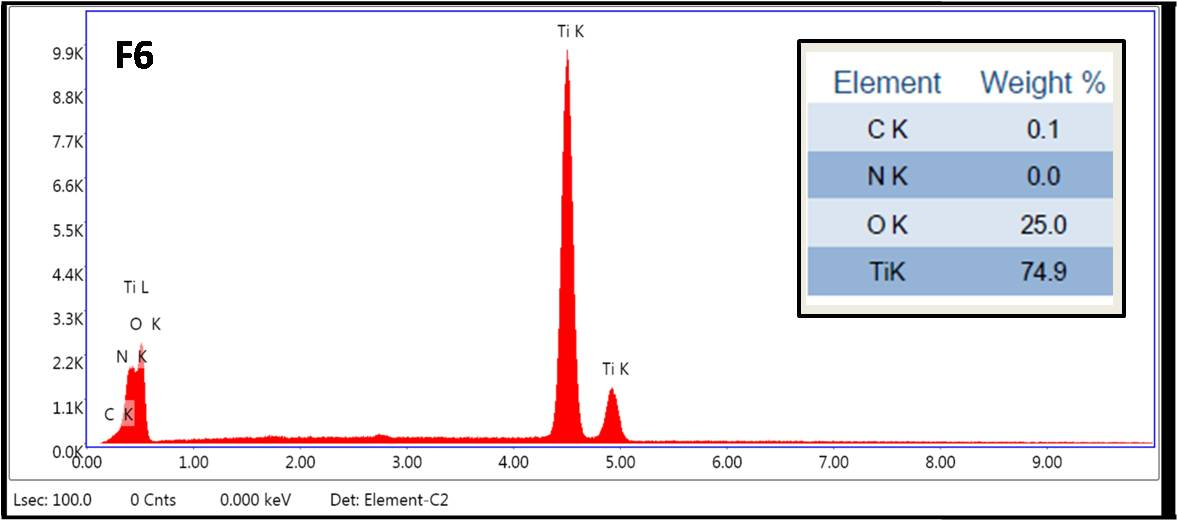 F6
9.9K
8.8K
7.7K
6.6K
5.5K
4.4K
3.3K
2.2K
1.1K
0.0K
Ti K
Ti L
O K
N K
C K
Ti K
0.00 1.00 2.00 3.00 4.00 5.00 6.00 7.00 8.00 9.00
Element Weight %
C K 0.1
N K 0.0
O K 25.0
TiK 74.9
Lsec: 100.0 0 Cnts 0.000 keV Det: Element-C2